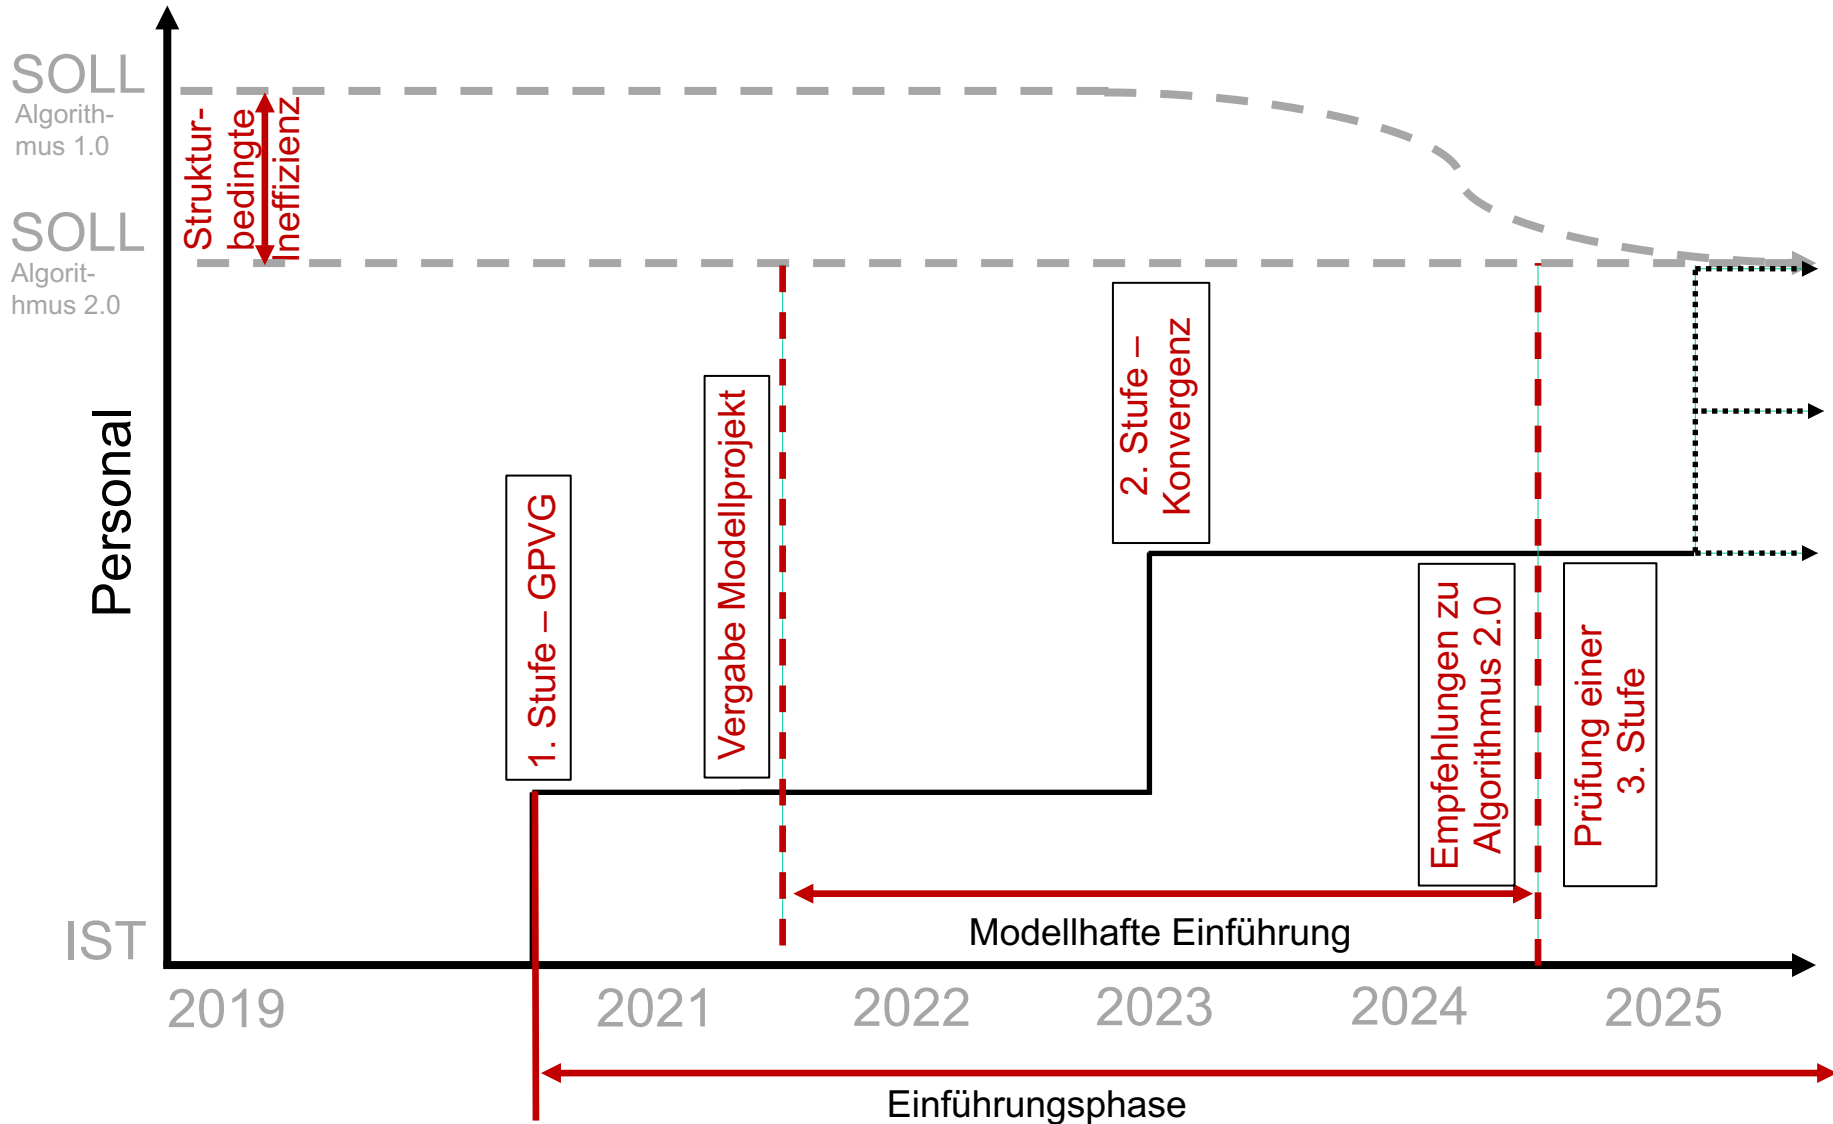 SOLL
Algorith-
mus 1.0
Struktur-
bedingte
Ineffizienz
SOLL
Algorit-
hmus 2.0
Personal
1. Stufe – GPVG
Vergabe Modellprojekt
2. Stufe –
Konvergenz
Empfehlungen zu
Algorithmus 2.0
Prüfung einer
3. Stufe
IST
Modellhafte Einführung
2019
2021
2022
2023
2024
2025
Einführungsphase